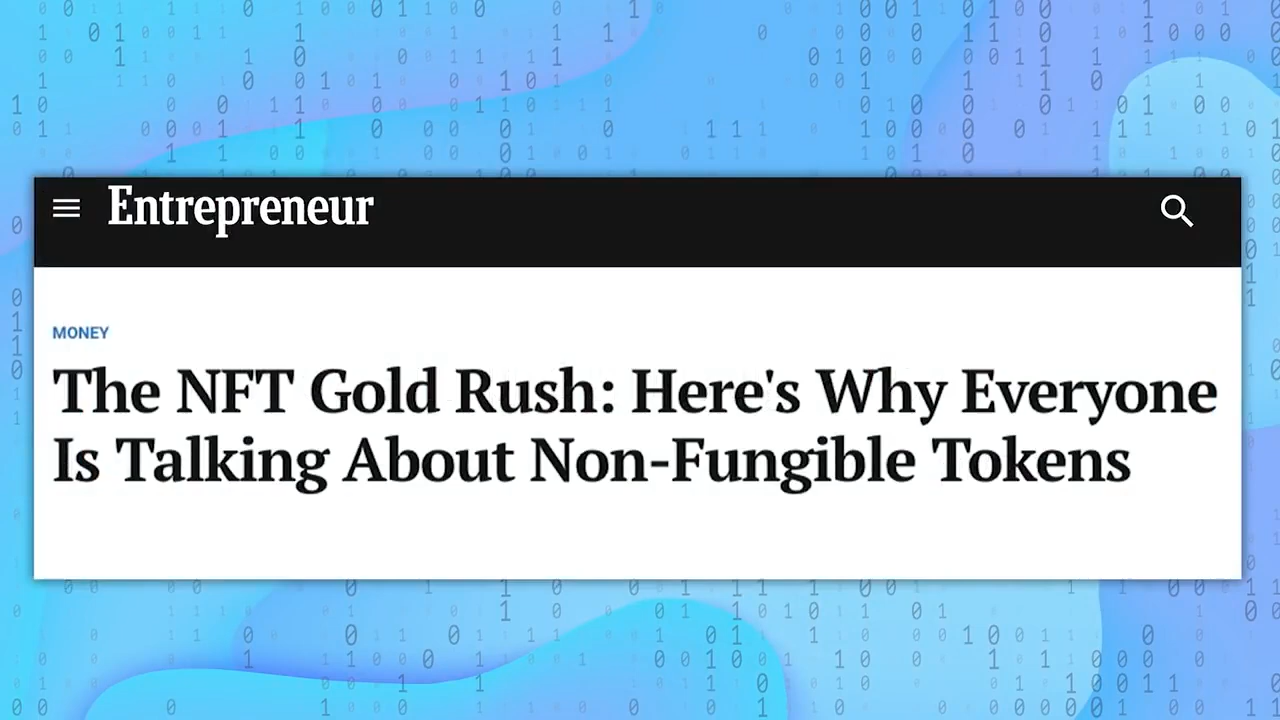 Entrepreneur
MONEY
The NFT Gold Rush: Here's Why Everyone
Is Talking About Non-Fungible Tokens